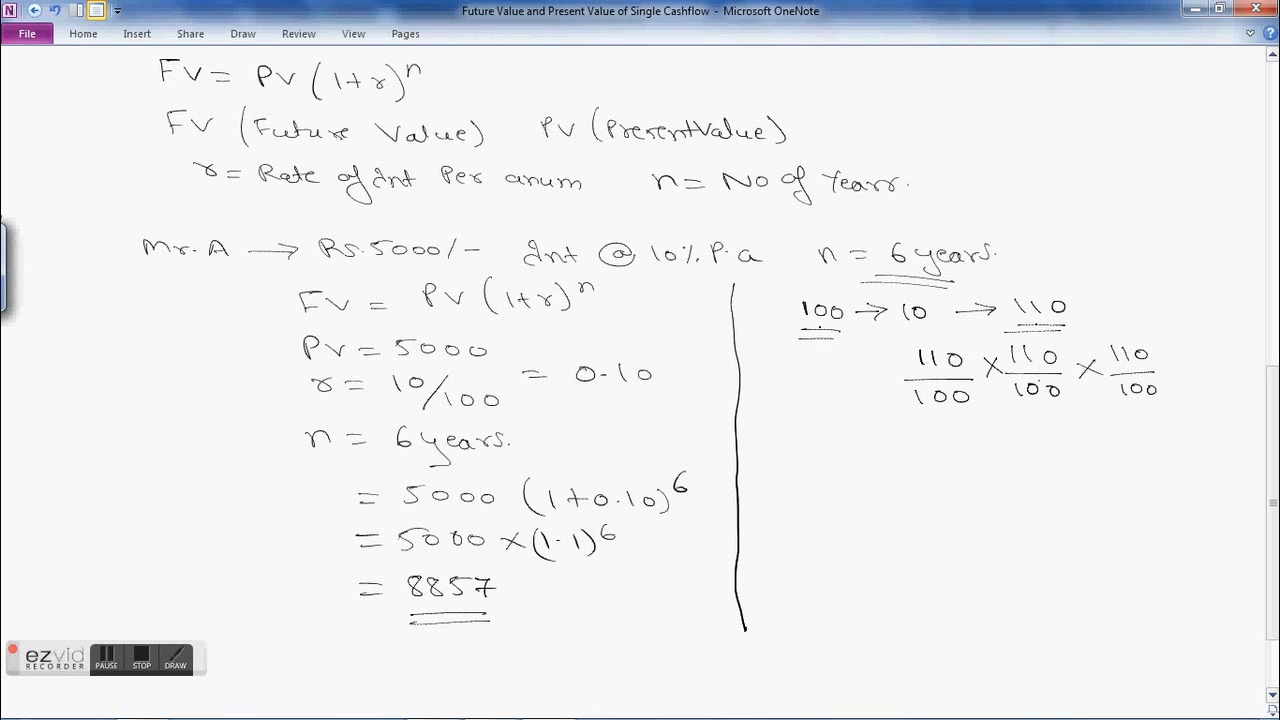 Future Value and Present Value of Single Cashflow - Microsoft OneNote
File Home Insert Share Draw Review View Pages
FV = PV (1+r)^n
FV (Future Value) PV (Present Value)
r = Rate of Int Per anum n = No of Years.
Mr. A → Rs. 5000/- Int @ 10% P.a n = 6 years.
FV = PV (1+r)^n
PV = 5000
r = 10/100 = 0.10
n = 6 years.
= 5000 (1+0.10)^6
= 5000 × (1.1)^6
= 8857
100 → 10 → 110
110/100 × 110/100 × 110/100
ezvid
RECORDER
PAUSE STOP DRAW